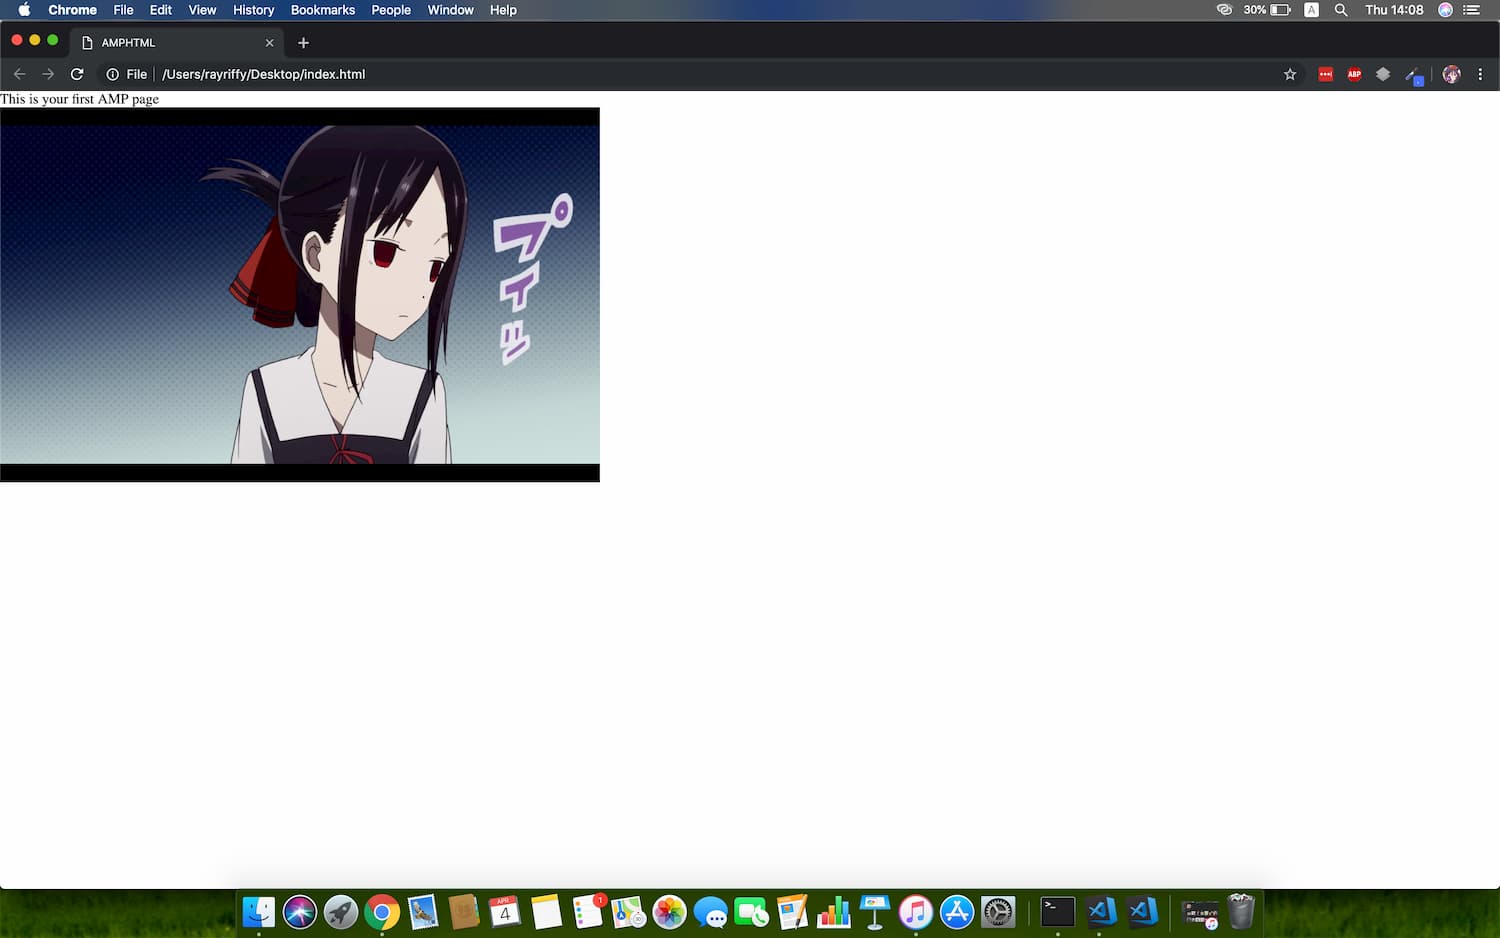 Chrome File Edit View History Bookmarks People Window Help 30% A Thu 14:08
AMPHTML
File /Users/rayriffy/Desktop/index.html ABP
This is your first AMP page
プイッ
APR
4
1